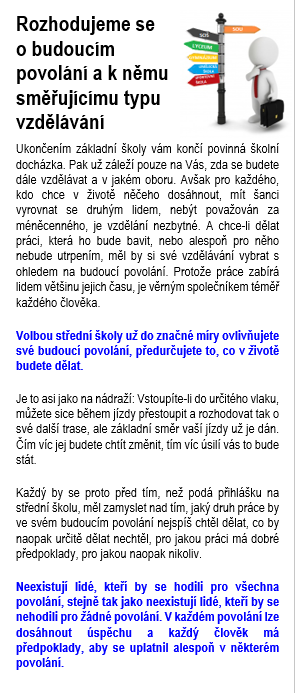 Rozhodujeme se
o budoucím
povolání a k němu
směřujícímu typu
vzdělávání
SOŠ
SOU
LYCEUM
Ukončením základní školy vám končí povinná školní
docházka. Pak už záleží pouze na Vás, zda se budete
dále vzdělávat a v jakém oboru. Avšak pro každého,
kdo chce v životě něčeho dosáhnout, mít šanci
vyrovnat se druhým lidem, nebýt považován za
méněcenného, je vzdělání nezbytné. A chce-li dělat
práci, která ho bude bavit, nebo alespoň pro něho
nebude utrpením, měl by si své vzdělávání vybrat s
ohledem na budoucí povolání. Protože práce zabírá
lidem většinu jejich času, je věrným společníkem téměř
každého člověka.
Volbou střední školy už do značné míry ovlivňujete
své budoucí povolání, předurčujete to, co v životě
budete dělat.
Je to asi jako na nádraží: Vstoupíte-li do určitého vlaku,
můžete sice během jízdy přestoupit a rozhodovat tak o
své další trase, ale základní směr vaší jízdy už je dán.
Čím víc jej budete chtít změnit, tím víc úsilí vás to bude
stát.
Každý by se proto před tím, než podá přihlášku na
střední školu, měl zamyslet nad tím, jaký druh práce by
ve svém budoucím povolání nejspíš chtěl dělat, co by
naopak určitě dělat nechtěl, pro jakou práci má dobré
předpoklady, pro jakou naopak nikoliv.
Neexistují lidé, kteří by se hodili pro všechna
povolání, stejně tak jako neexistují lidé, kteří by se
nehodili pro žádné povolání. V každém povolání lze
dosáhnout úspěchu a každý člověk má
předpoklady, aby se uplatnil alespoň v některém
povolání.